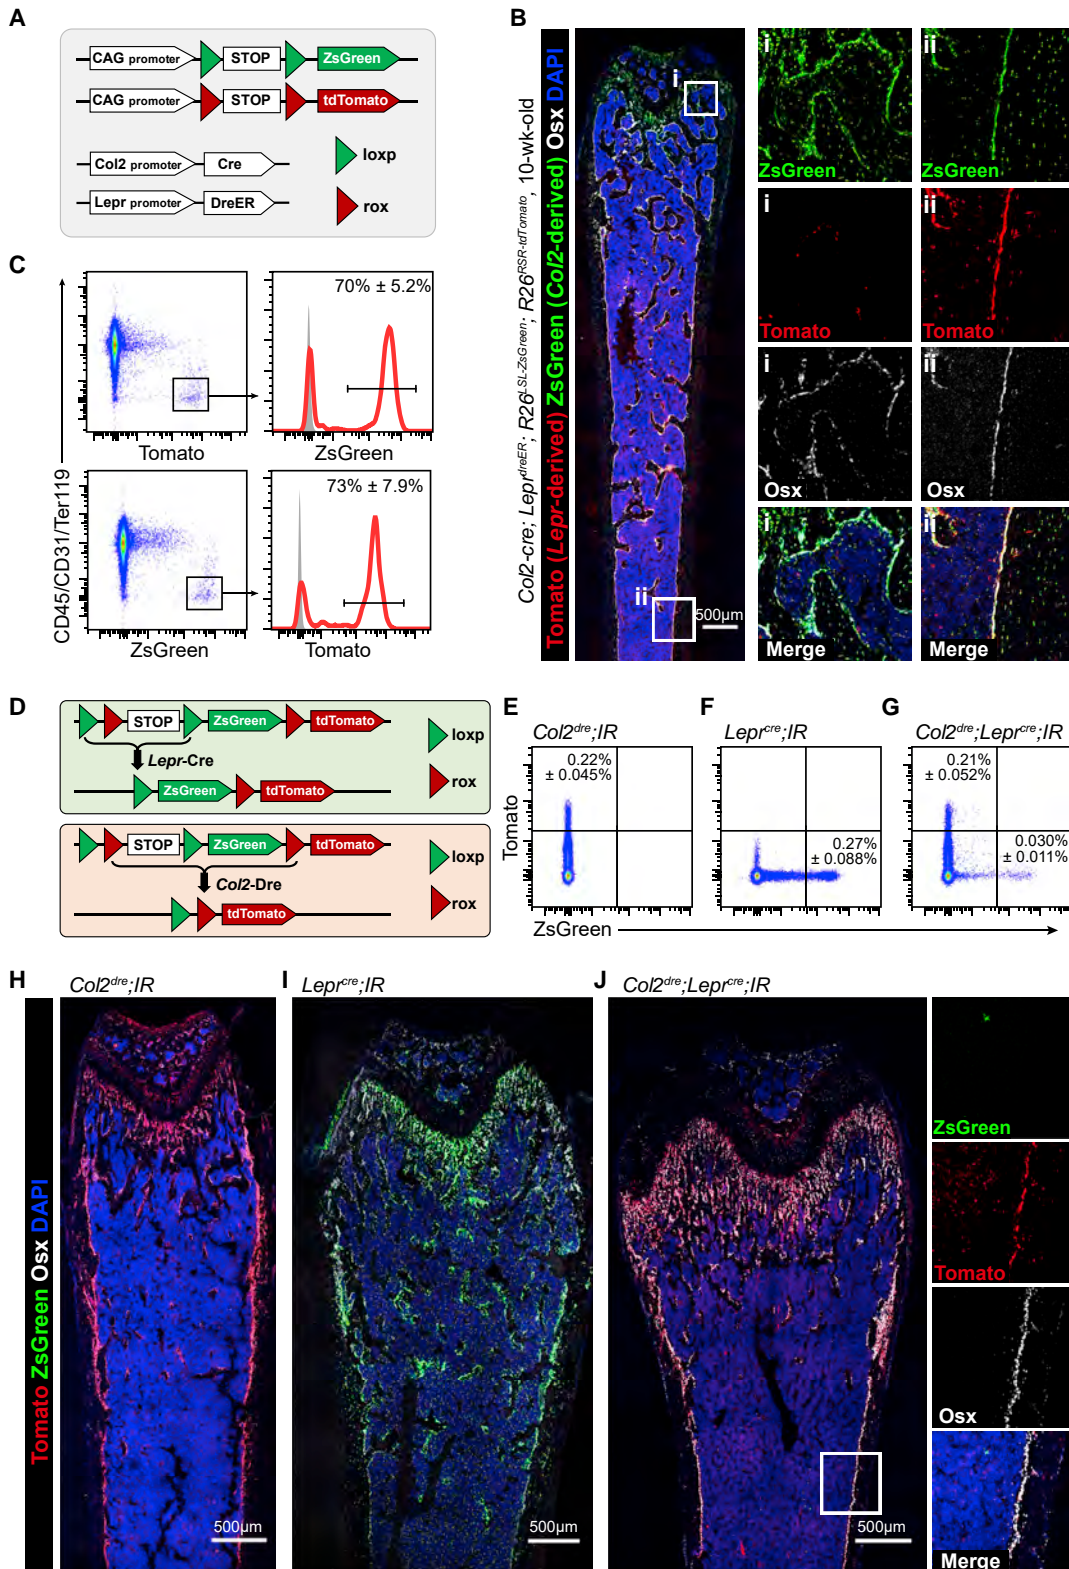 A
CAG promoter
STOP
ZsGreen
CAG promoter
STOP
tdTomato
Col2 promoter
Cre
loxp
Lepr promoter
DreER
rox
B
Col2-cre; Lepr^dreER; R26^LSL-ZsGreen; R26^RSR-tdTomato, 10-wk-old
Tomato (Lepr-derived) ZsGreen (Col2-derived) Osx DAPI
i
ii
500µm
i
ZsGreen
ii
ZsGreen
i
Tomato
ii
Tomato
i
Osx
ii
Osx
i
Merge
ii
Merge
C
CD45/CD31/Ter119
Tomato
70% ± 5.2%
ZsGreen
ZsGreen
73% ± 7.9%
Tomato
D
STOP
ZsGreen
tdTomato
loxp
Lepr-Cre
ZsGreen
tdTomato
rox
STOP
ZsGreen
tdTomato
loxp
Col2-Dre
tdTomato
rox
E
Col2^dre;IR
0.22%
± 0.045%
Tomato
F
Lepr^cre;IR
0.27%
± 0.088%
G
Col2^dre;Lepr^cre;IR
0.21%
± 0.052%
0.030%
± 0.011%
ZsGreen
H
Col2^dre;IR
Tomato ZsGreen Osx DAPI
500µm
I
Lepr^cre;IR
500µm
J
Col2^dre;Lepr^cre;IR
500µm
ZsGreen
Tomato
Osx
Merge